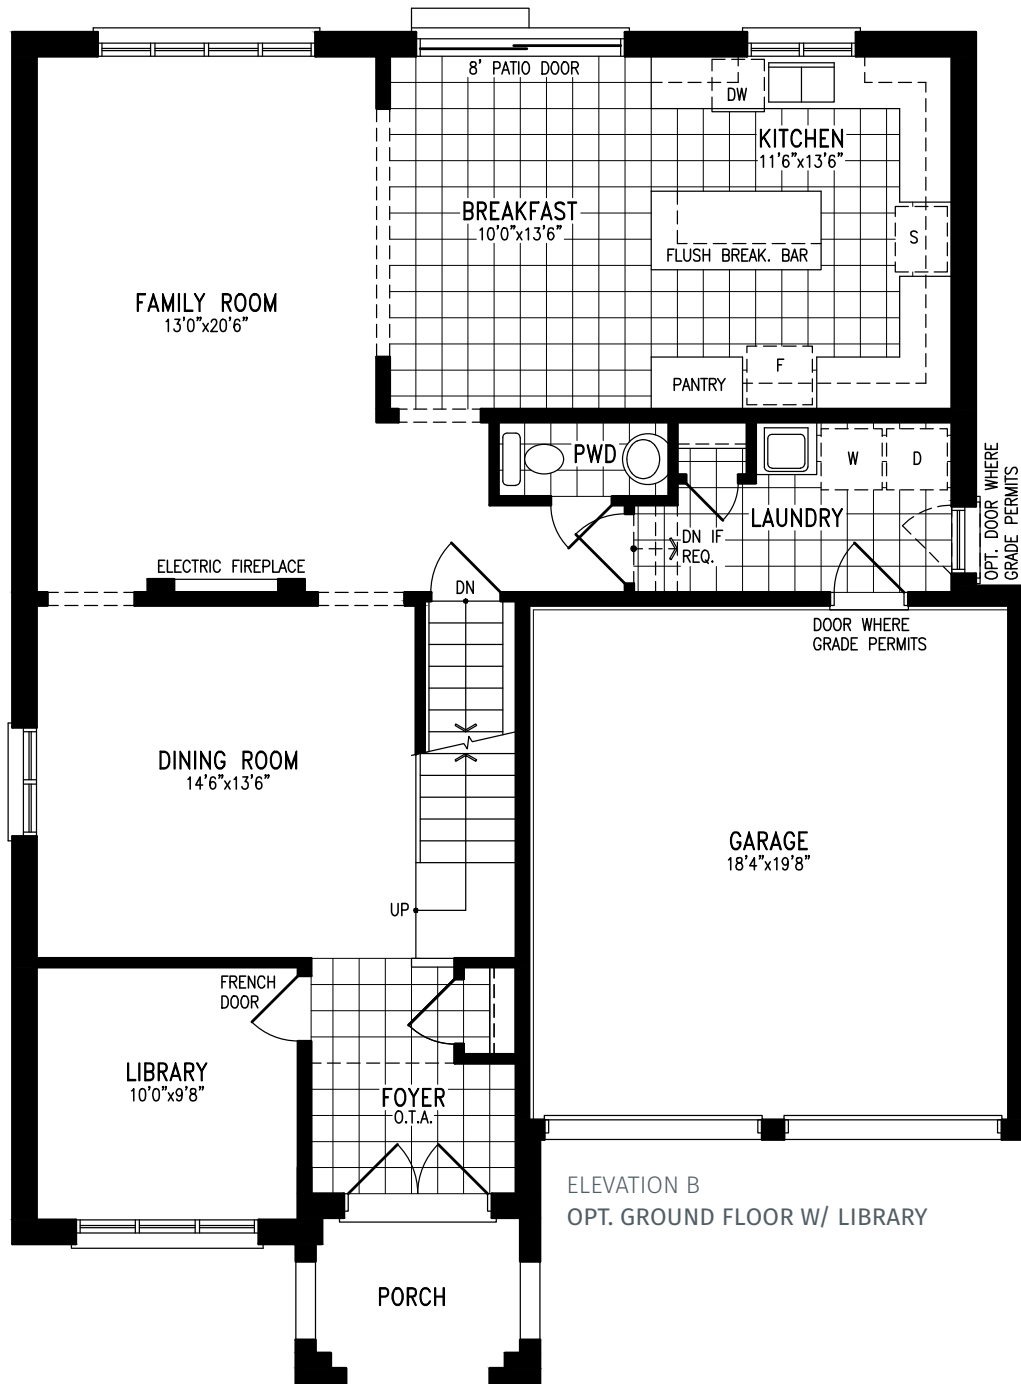 8' PATIO DOOR
DW
KITCHEN
11'6"x13'6"
BREAKFAST
10'0"x13'6"
S
FLUSH BREAK. BAR
FAMILY ROOM
13'0"x20'6"
F
PANTRY
PWD
W
D
LAUNDRY
OPT. DOOR WHERE
GRADE PERMITS
DN IF
REQ.
ELECTRIC FIREPLACE
DN
DOOR WHERE
GRADE PERMITS
DINING ROOM
14'6"x13'6"
GARAGE
18'4"x19'8"
UP
FRENCH
DOOR
LIBRARY
10'0"x9'8"
FOYER
O.T.A.
ELEVATION B
OPT. GROUND FLOOR W/ LIBRARY
PORCH